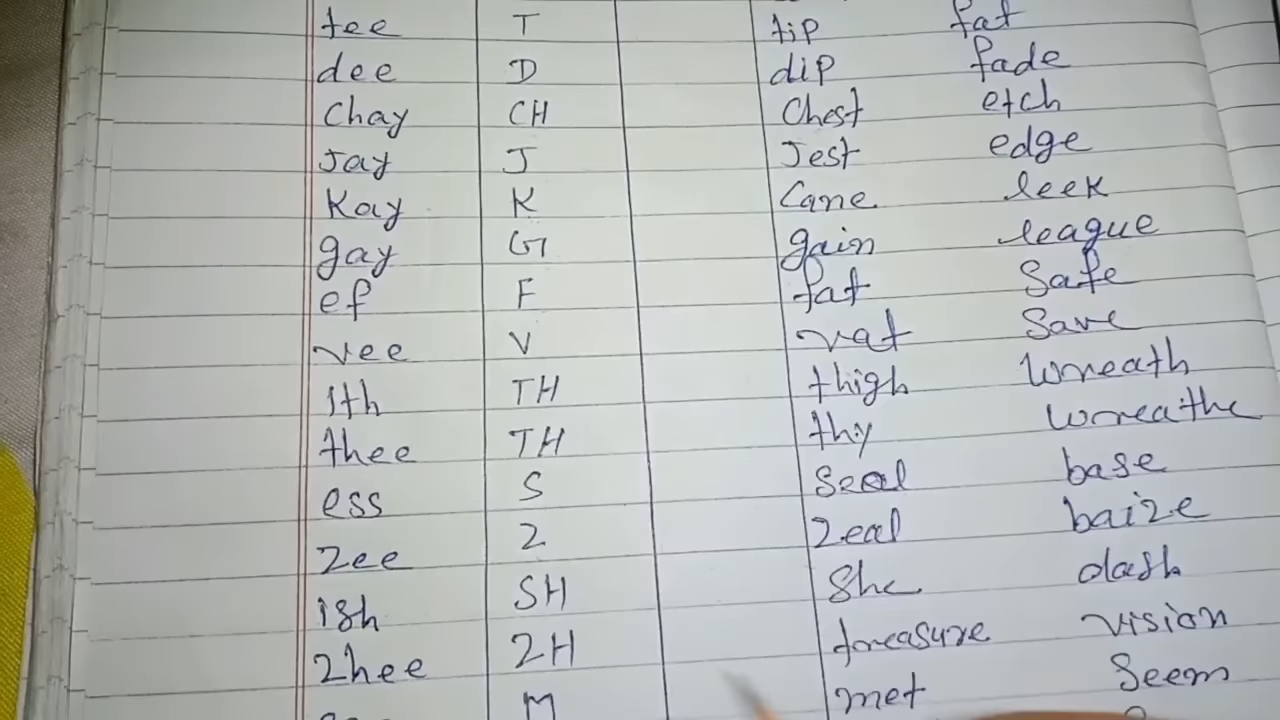 tee T tip fat
dee D dip fade
Chay CH Chest etch
Jay J Jest edge
Kay K Cane leek
gay G gain league
ef F fat Safe
vee V vat Save
ith TH thigh Wreath
thee TH thy wreathe
ess S Seal base
Zee Z Zeal baize
ish SH She dash
Zhee ZH treasure vision
M met Seem